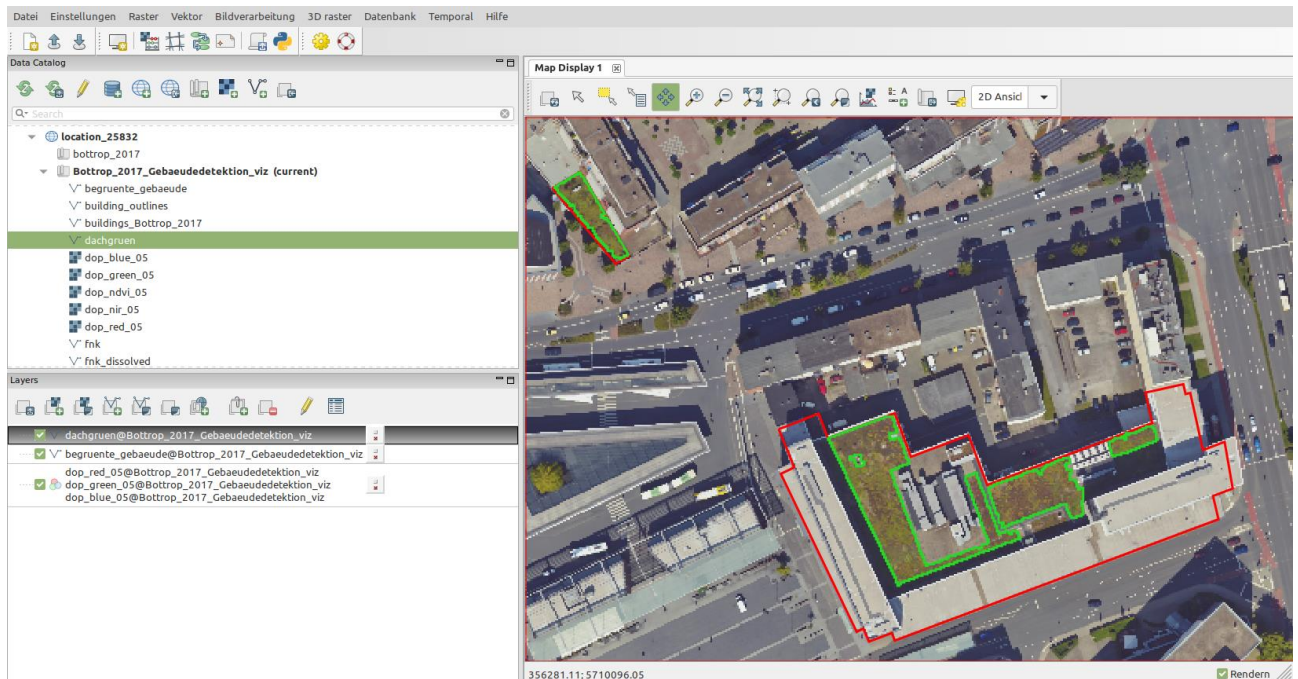 Datei Einstellungen Raster Vektor Bildverarbeitung 3D raster Datenbank Temporal Hilfe
Data Catalog
Search
location_25832
bottrop_2017
Bottrop_2017_Gebaeudedetektion_viz (current)
begruente_gebaeude
building_outlines
buildings_Bottrop_2017
dachgruen
dop_blue_05
dop_green_05
dop_ndvi_05
dop_nir_05
dop_red_05
fnk
fnk_dissolved
Layers
dachgruen@Bottrop_2017_Gebaeudedetektion_viz
begruente_gebaeude@Bottrop_2017_Gebaeudedetektion_viz
dop_red_05@Bottrop_2017_Gebaeudedetektion_viz
dop_green_05@Bottrop_2017_Gebaeudedetektion_viz
dop_blue_05@Bottrop_2017_Gebaeudedetektion_viz
Map Display 1
2D Ansicl
356281.11; 5710096.05
Rendern